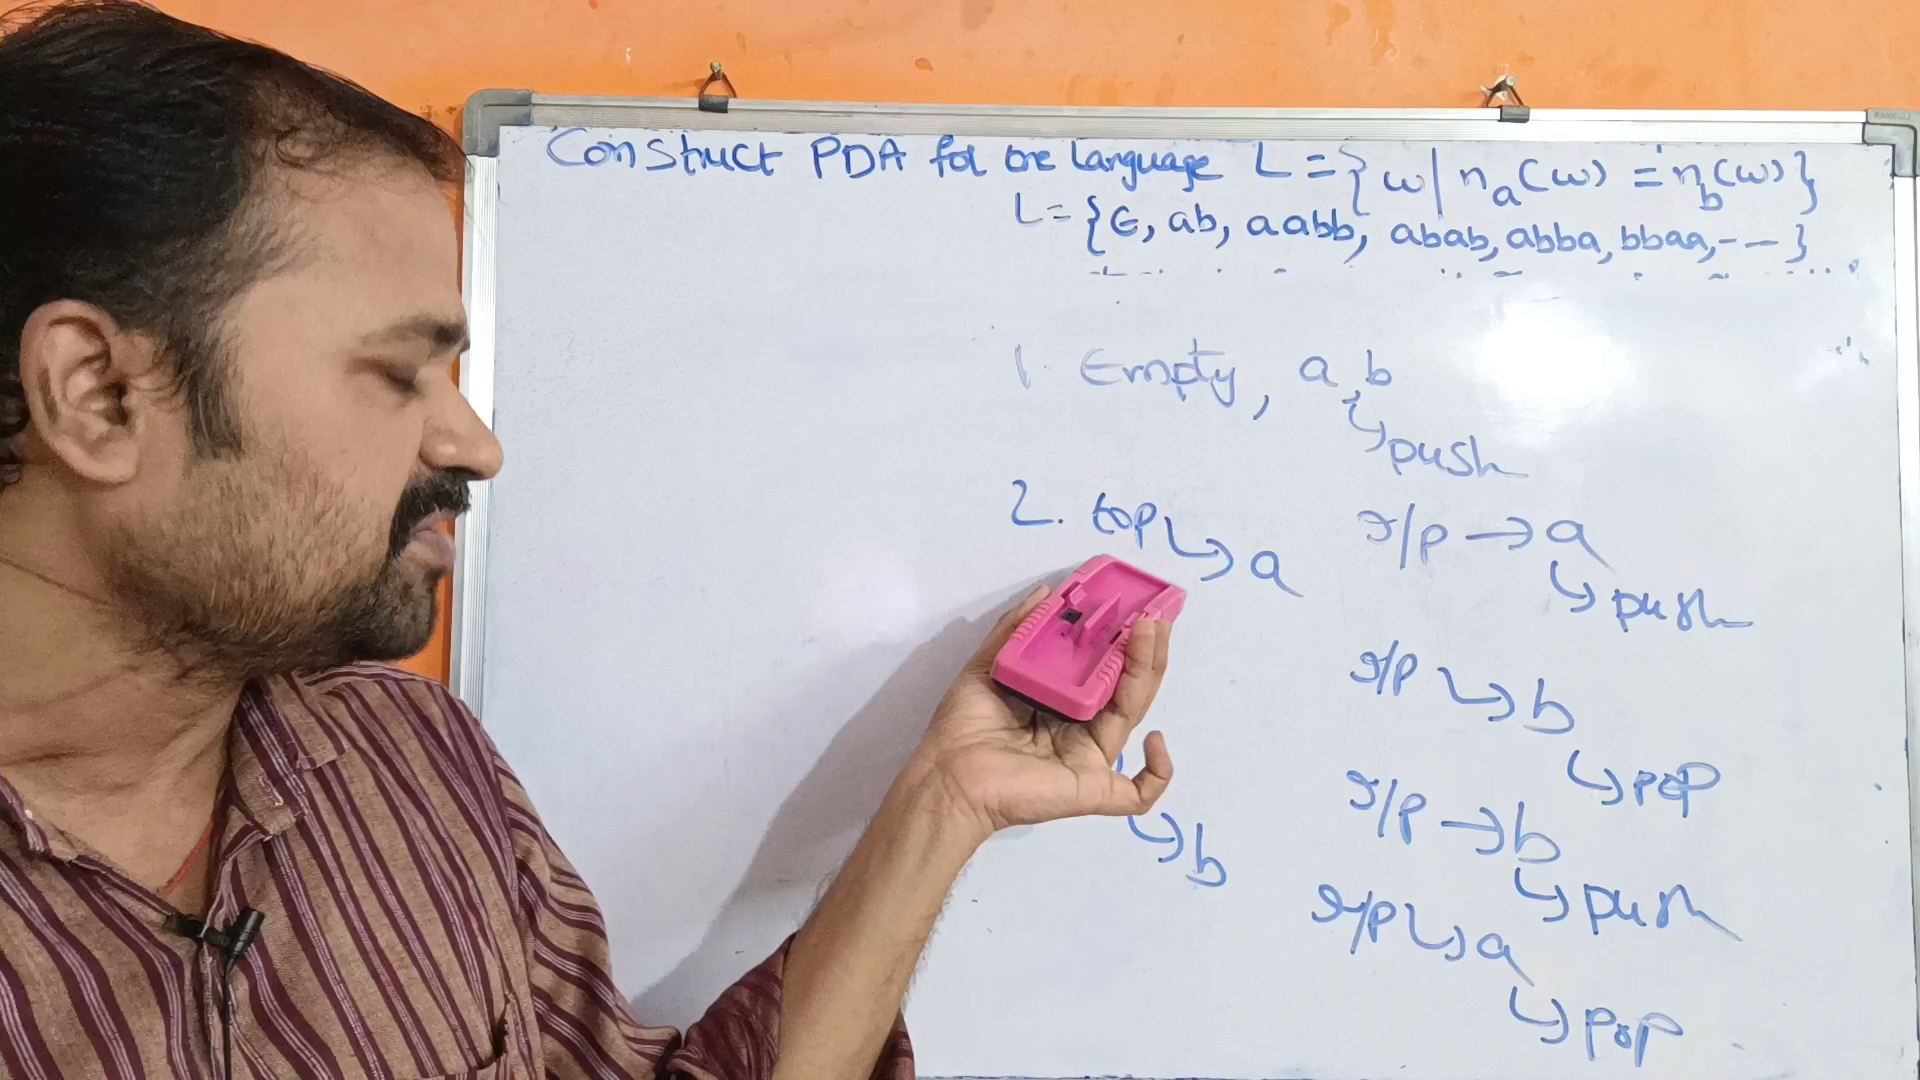 Construct PDA for the language L = { ω | n_a(ω) = n_b(ω) }
L = { ϵ, ab, aabb, abab, abba, bbaa, --- }
1. Empty, a, b
↳ push
2. top ↳ a
I/P → a
↳ push
I/P ↳ b
↳ pop
↳ b
I/P → b
↳ push
I/P ↳ a
↳ pop